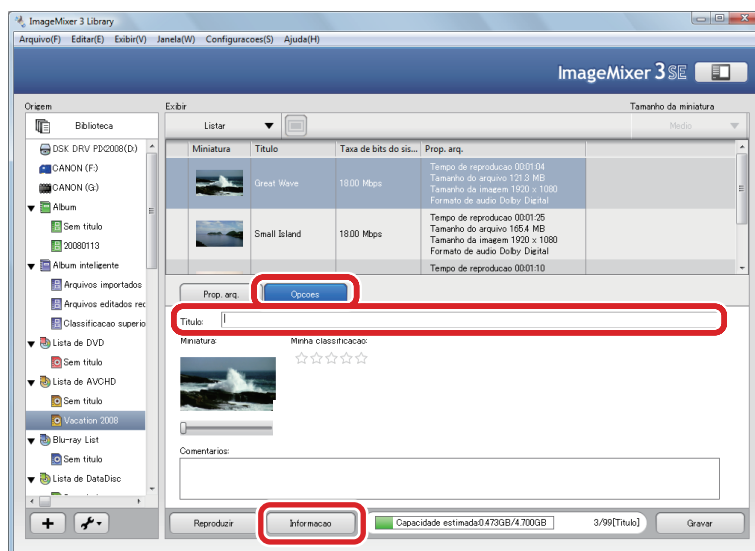 ImageMixer 3 Library
Arquivo(F) Editar(E) Exibir(V) Janela(W) Configuracoes(S) Ajuda(H)
ImageMixer 3 SE
Origem
Exibir
Tamanho da miniatura
Biblioteca
Listar
Medio
DSK DRV PD2008(D:)
CANON (F:)
CANON (G:)
Album
Sem titulo
20080113
Album inteligente
Arquivos importados
Arquivos editados rec
Classificacao superio
Lista de DVD
Sem titulo
Lista de AVCHD
Sem titulo
Vacation 2008
Blu-ray List
Sem titulo
Lista de DataDisc
Miniatura Titulo Taxa de bits do sis... Prop. arq.
Great Wave
18.00 Mbps
Tempo de reproducao 00:01:04
Tamanho do arquivo 121.3 MB
Tamanho da imagem 1920 x 1080
Formato de audio Dolby Digital
Small Island
18.00 Mbps
Tempo de reproducao 00:01:25
Tamanho do arquivo 165.4 MB
Tamanho da imagem 1920 x 1080
Formato de audio Dolby Digital
Tempo de reproducao 00:01:10
Prop. arq.
Opcoes
Titulo:
Miniatura:
Minha classificacao:
Comentarios:
Reproduzir
Informacao
Capacidade estimada:0.473GB/4.700GB
3/99[Titulo]
Gravar